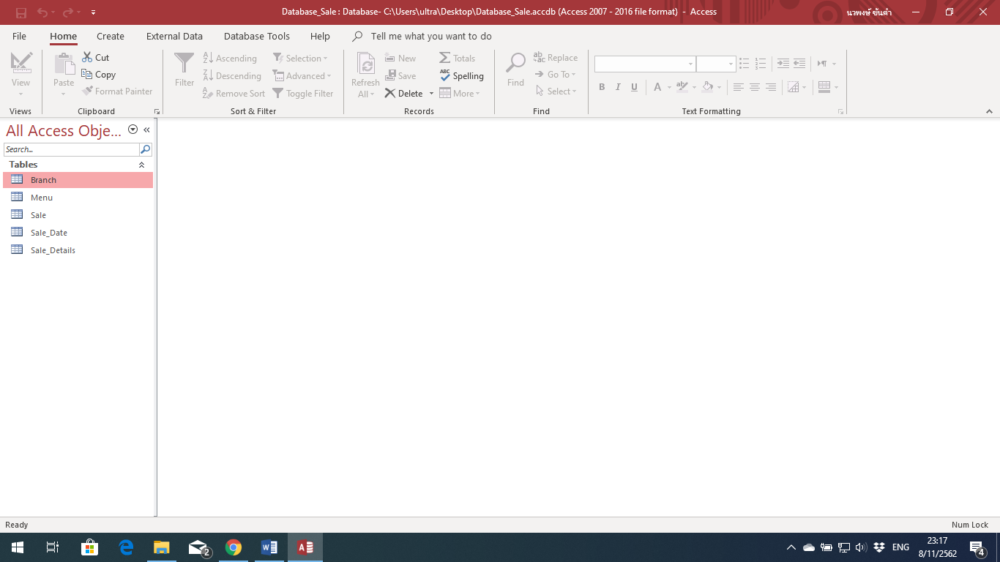 Database_Sale : Database- C:\Users\ultra\Desktop\Database_Sale.accdb (Access 2007 - 2016 file format) - Access
นวพงษ์ ซันคำ
File Home Create External Data Database Tools Help Tell me what you want to do
View
Views
Paste
Cut
Copy
Format Painter
Clipboard
Filter
Ascending
Descending
Remove Sort
Selection
Advanced
Toggle Filter
Sort & Filter
Refresh
All
New
Save
Delete
Totals
Spelling
More
Records
Find
Replace
Go To
Select
Find
B I U A
Text Formatting
All Access Obje...
Search...
Tables
Branch
Menu
Sale
Sale_Date
Sale_Details
Ready
Num Lock
2
ENG
23:17
8/11/2562
4